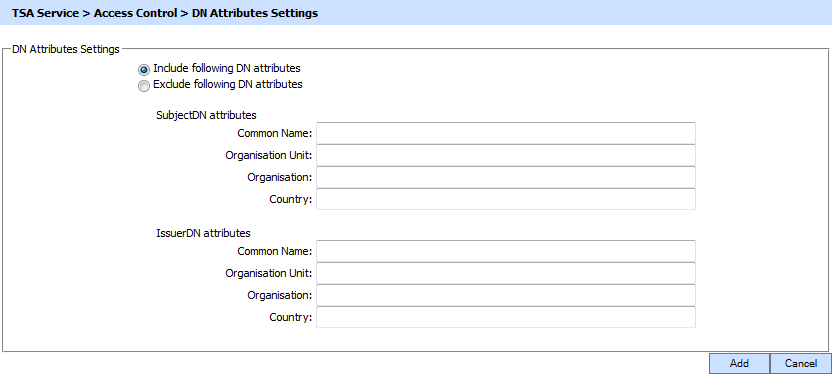 TSA Service > Access Control > DN Attributes Settings
DN Attributes Settings
Include following DN attributes
Exclude following DN attributes
SubjectDN attributes
Common Name:
Organisation Unit:
Organisation:
Country:
IssuerDN attributes
Common Name:
Organisation Unit:
Organisation:
Country:
Add Cancel